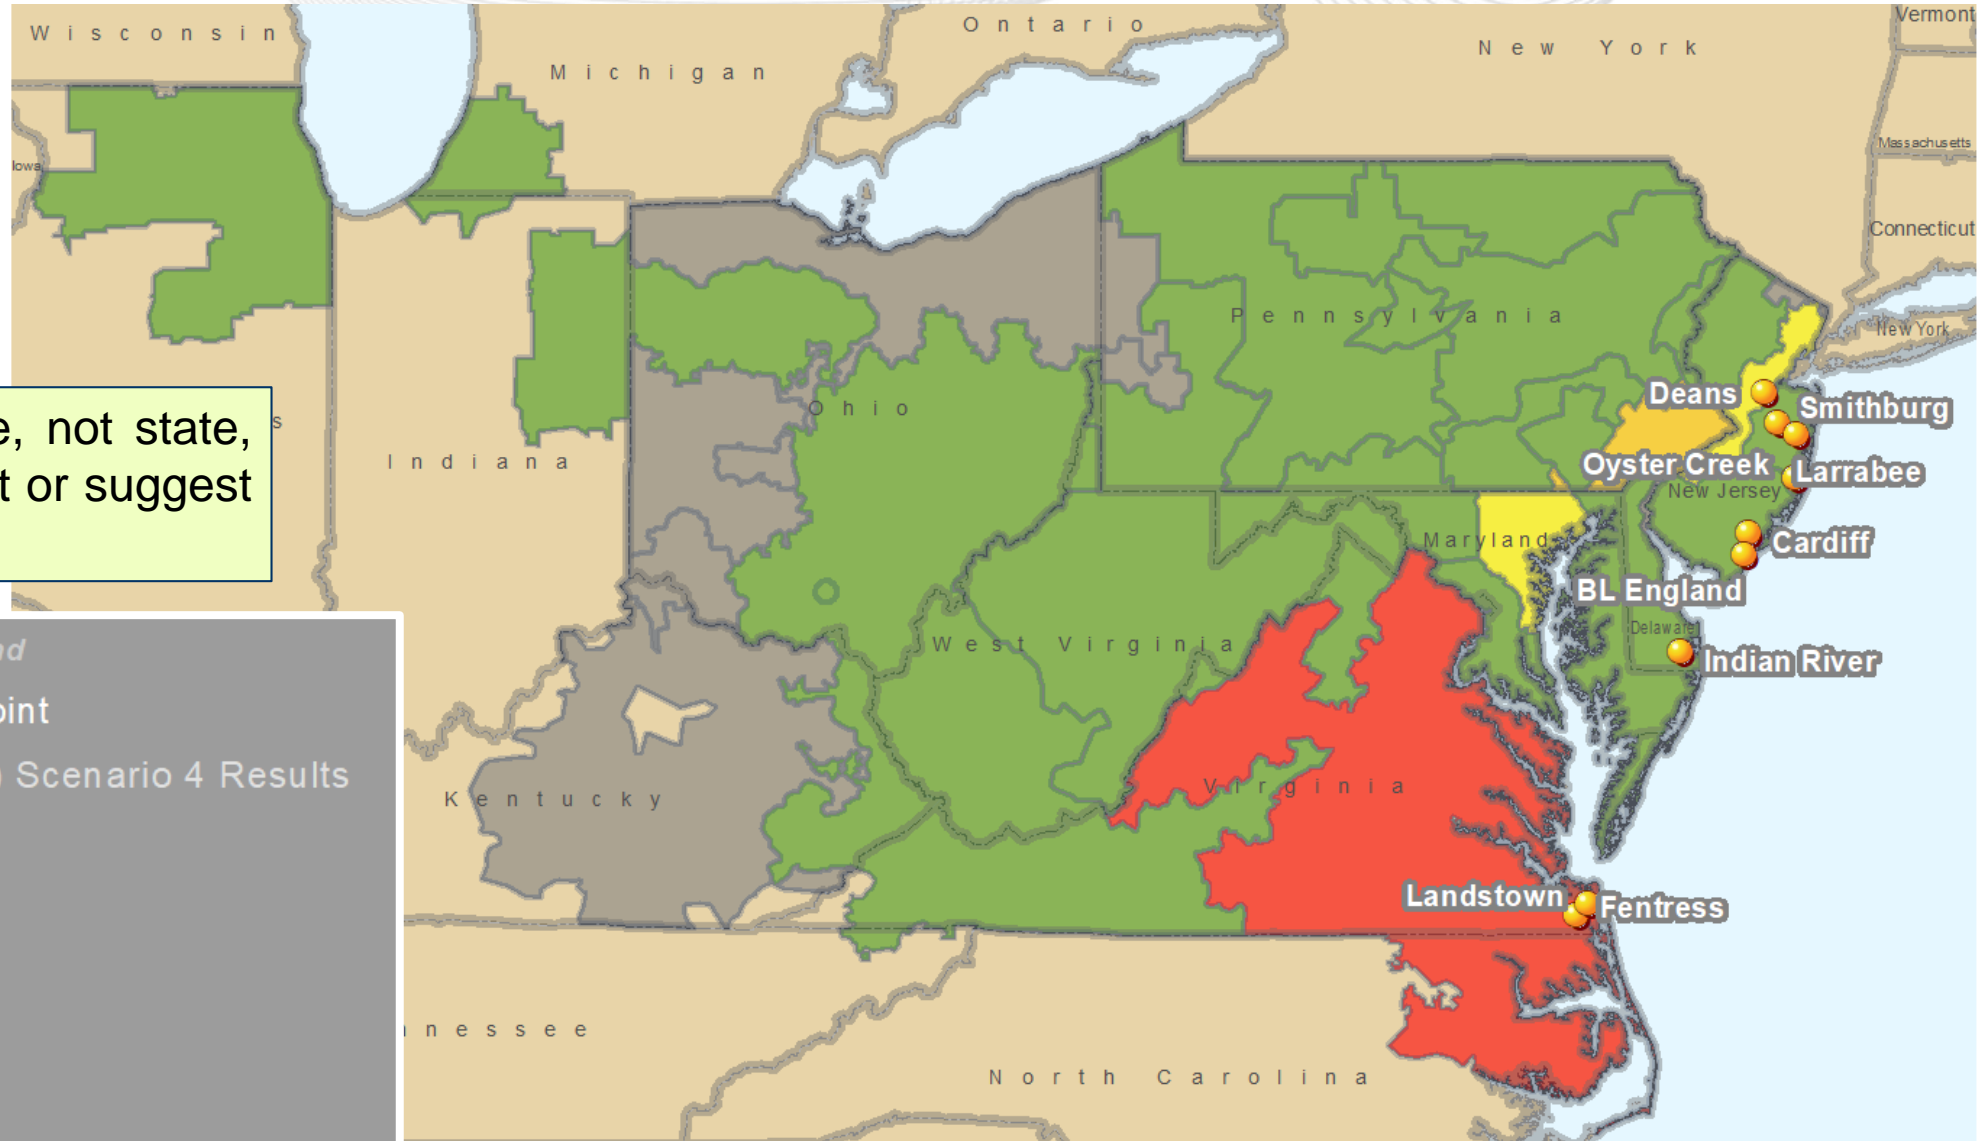 Wisconsin
Michigan
Ontario
New York
Vermont
Massachusetts
Iowa
Connecticut
New York
Pennsylvania
Deans
Smithburg
Ohio
Oyster Creek
Larrabee
New Jersey
Indiana
e, not state,
t or suggest
s
Maryland
Cardiff
BL England
Delaware
Indian River
West Virginia
nd
oint
Scenario 4 Results
Kentucky
Virginia
Landstown
Fentress
nnessee
North Carolina